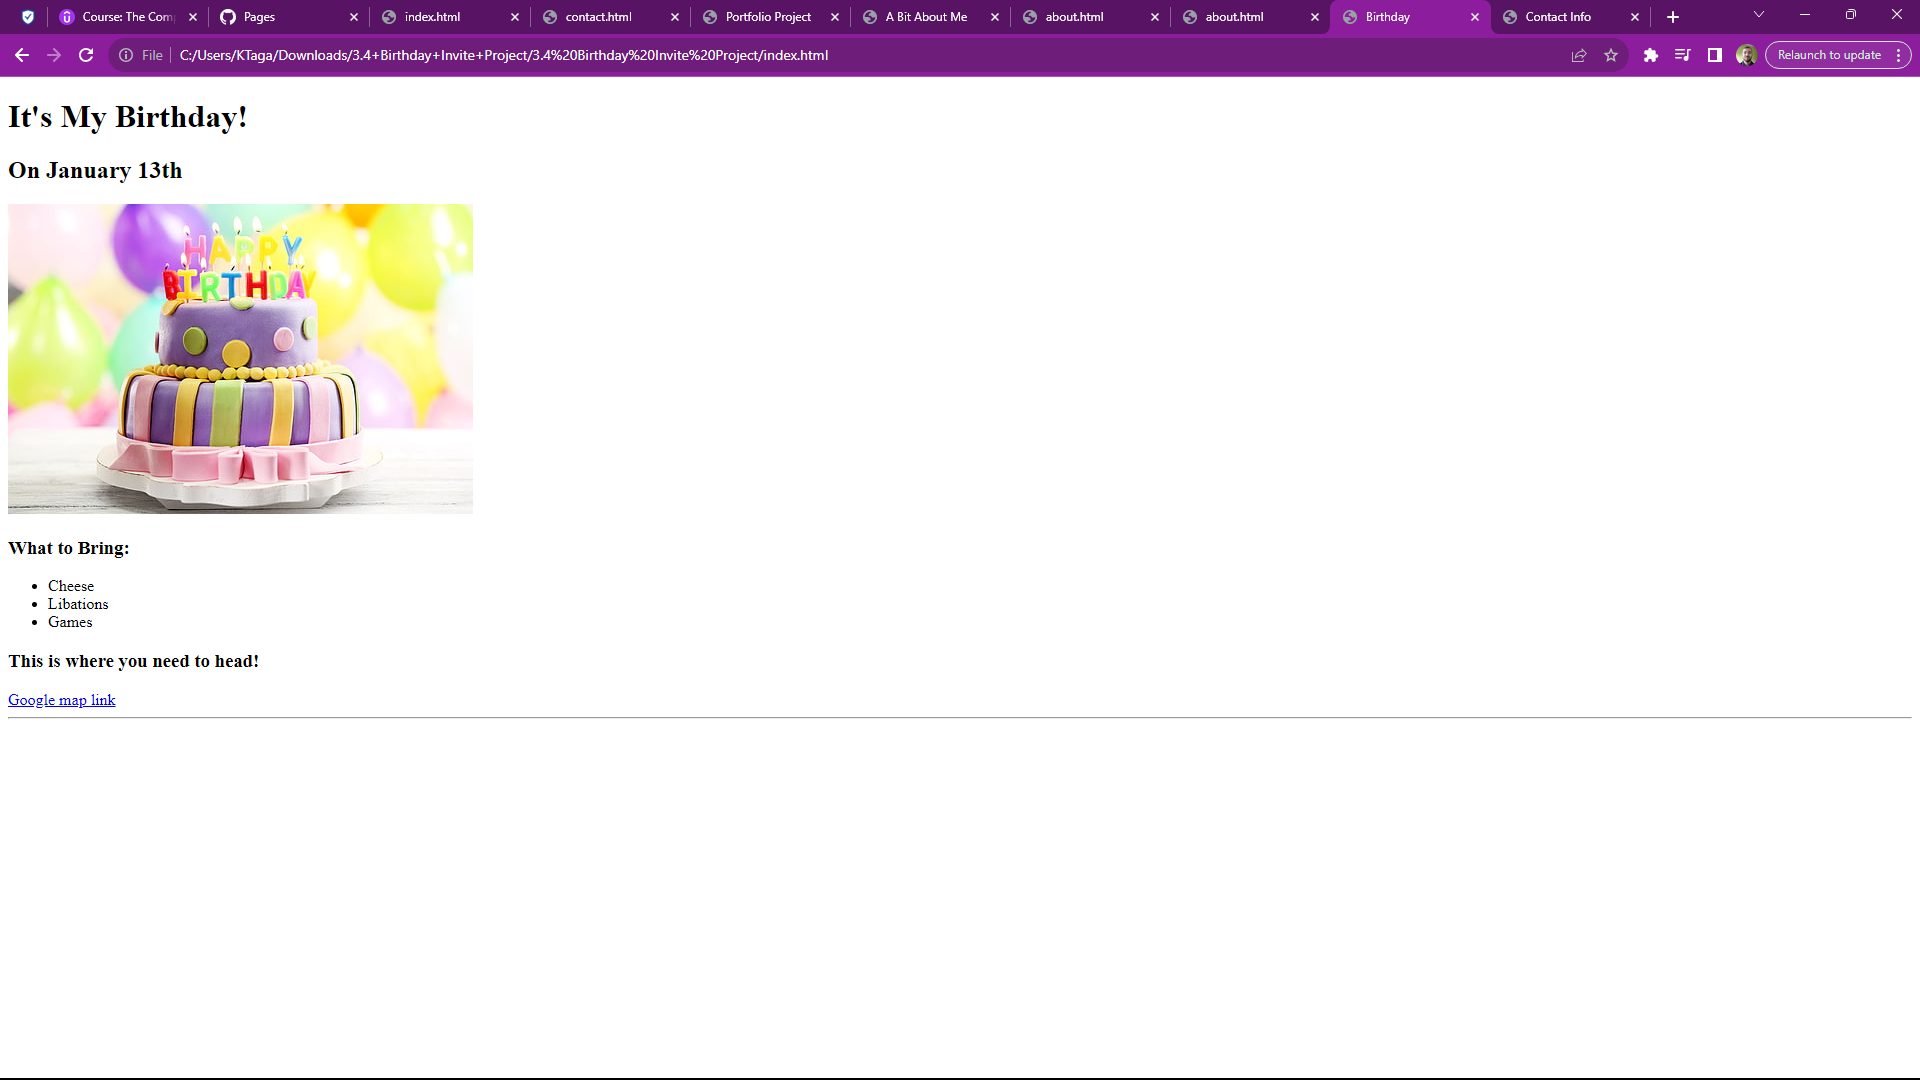 Course: The Com
Pages
index.html
contact.html
Portfolio Project
A Bit About Me
about.html
about.html
Birthday
Contact Info
File
C:/Users/KTaga/Downloads/3.4+Birthday+Invite+Project/3.4%20Birthday%20Invite%20Project/index.html
Relaunch to update
It's My Birthday!
On January 13th
HAPPY
BIRTHDAY
What to Bring:
• Cheese
• Libations
• Games
This is where you need to head!
Google map link